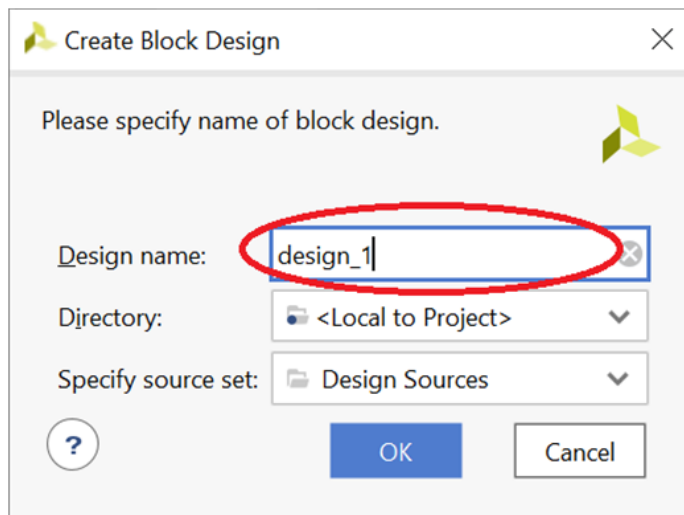 Create Block Design
Please specify name of block design.
Design name: design_1
Directory: <Local to Project>
Specify source set: Design Sources
? OK Cancel